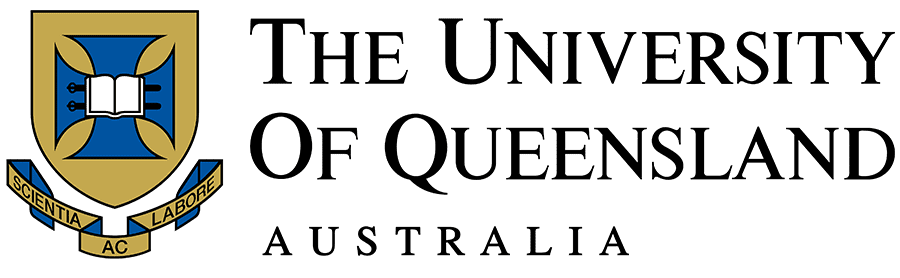 THE UNIVERSITY
OF QUEENSLAND
AUSTRALIA
SCIENTIA AC LABORE